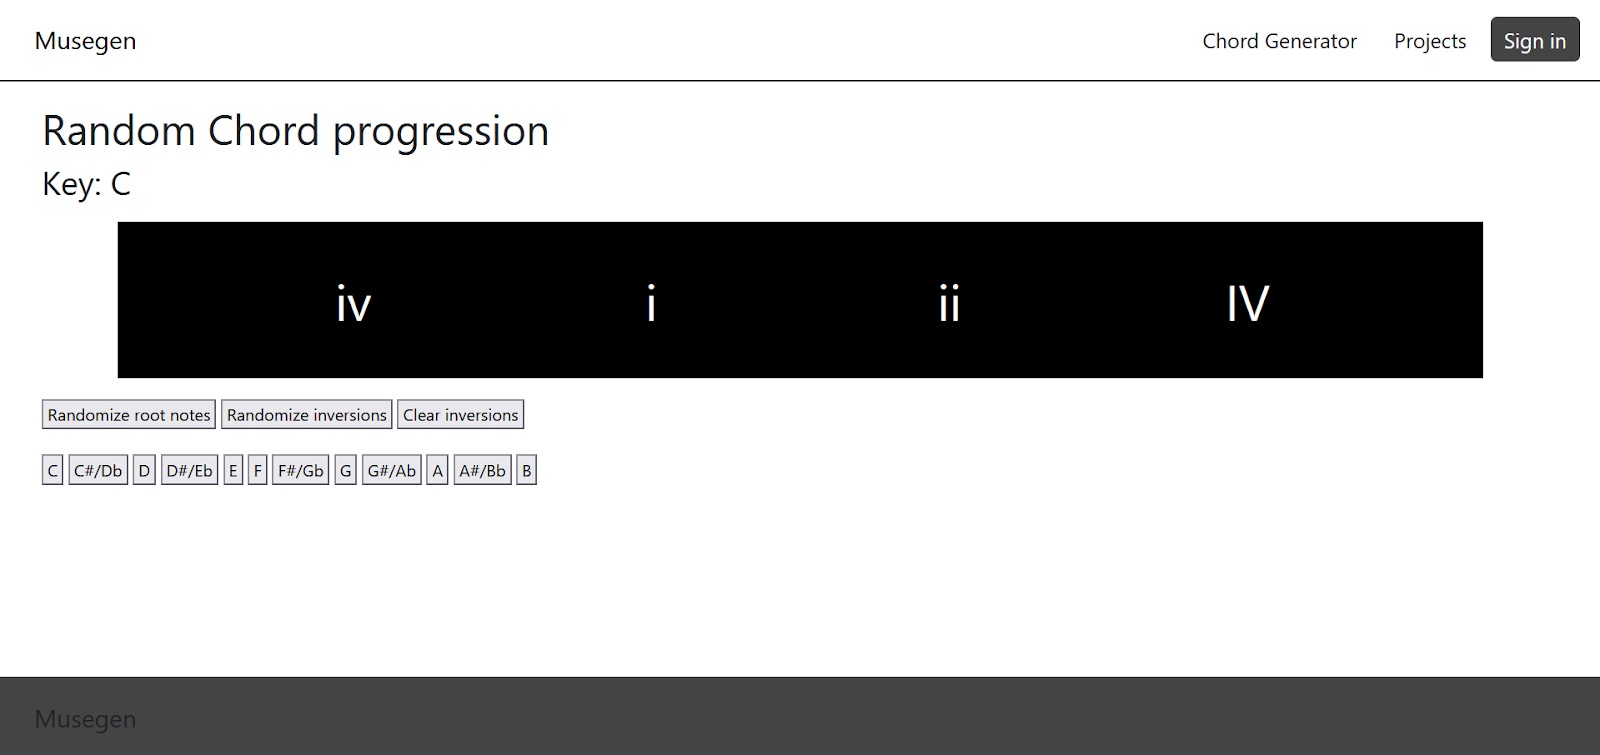 Musegen Chord Generator Projects Sign in
Random Chord progression
Key: C
iv i ii IV
Randomize root notes Randomize inversions Clear inversions
C C#/Db D D#/Eb E F F#/Gb G G#/Ab A A#/Bb B
Musegen